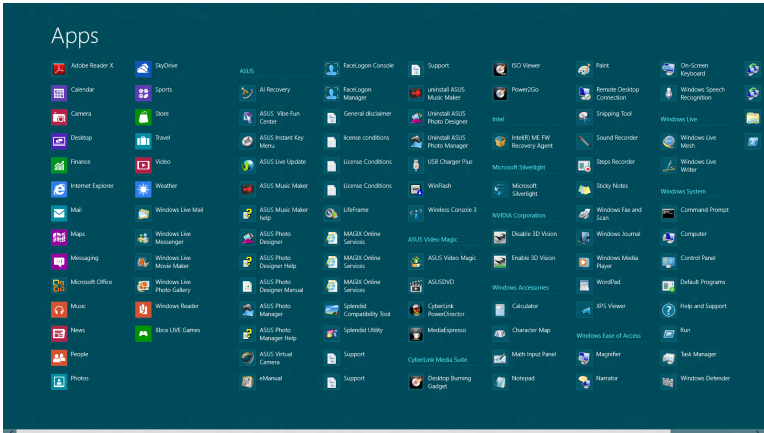 Apps
Adobe Reader X
Calendar
Camera
Desktop
Finance
Internet Explorer
Mail
Maps
Messaging
Microsoft Office
Music
News
People
Photos
SkyDrive
Sports
Store
Travel
Video
Weather
Windows Live Mail
Windows Live
Messenger
Windows Live
Movie Maker
Windows Live
Photo Gallery
Windows Reader
Xbox LIVE Games
ASUS
AI Recovery
ASUS Vibe Fun
Center
ASUS Instant Key
Menu
ASUS Live Update
ASUS Music Maker
ASUS Music Maker
help
ASUS Photo
Designer
ASUS Photo
Designer Help
ASUS Photo
Designer Manual
ASUS Photo
Manager
ASUS Photo
Manager Help
ASUS Virtual
Camera
eManual
FaceLogon Console
FaceLogon
Manager
General disclaimer
license conditions
License Conditions
License Conditions
LifeFrame
MAGIX Online
Services
MAGIX Online
Services
MAGIX Online
Services
Splendid
Compatibility Tool
Splendid Utility
Support
Support
Support
uninstall ASUS
Music Maker
Uninstall ASUS
Photo Designer
Uninstall ASUS
Photo Manager
USB Charger Plus
WinFlash
Wireless Console 3
ASUS Video Magic
ASUS Video Magic
ASUSDVD
CyberLink
PowerDirector
MediaEspresso
CyberLink Media Suite
Desktop Burning
Gadget
ISO Viewer
Power2Go
Intel
Intel(R) ME FW
Recovery Agent
Microsoft Silverlight
Microsoft
Silverlight
NVIDIA Corporation
Disable 3D Vision
Enable 3D Vision
Windows Accessories
Calculator
Character Map
Math Input Panel
Notepad
Paint
Remote Desktop
Connection
Snipping Tool
Sound Recorder
Steps Recorder
Sticky Notes
Windows Fax and
Scan
Windows Journal
Windows Media
Player
WordPad
XPS Viewer
Windows Ease of Access
Magnifier
Narrator
On-Screen
Keyboard
Windows Speech
Recognition
Windows Live
Windows Live
Mesh
Windows Live
Writer
Windows System
Command Prompt
Computer
Control Panel
Default Programs
Help and Support
Run
Task Manager
Windows Defender